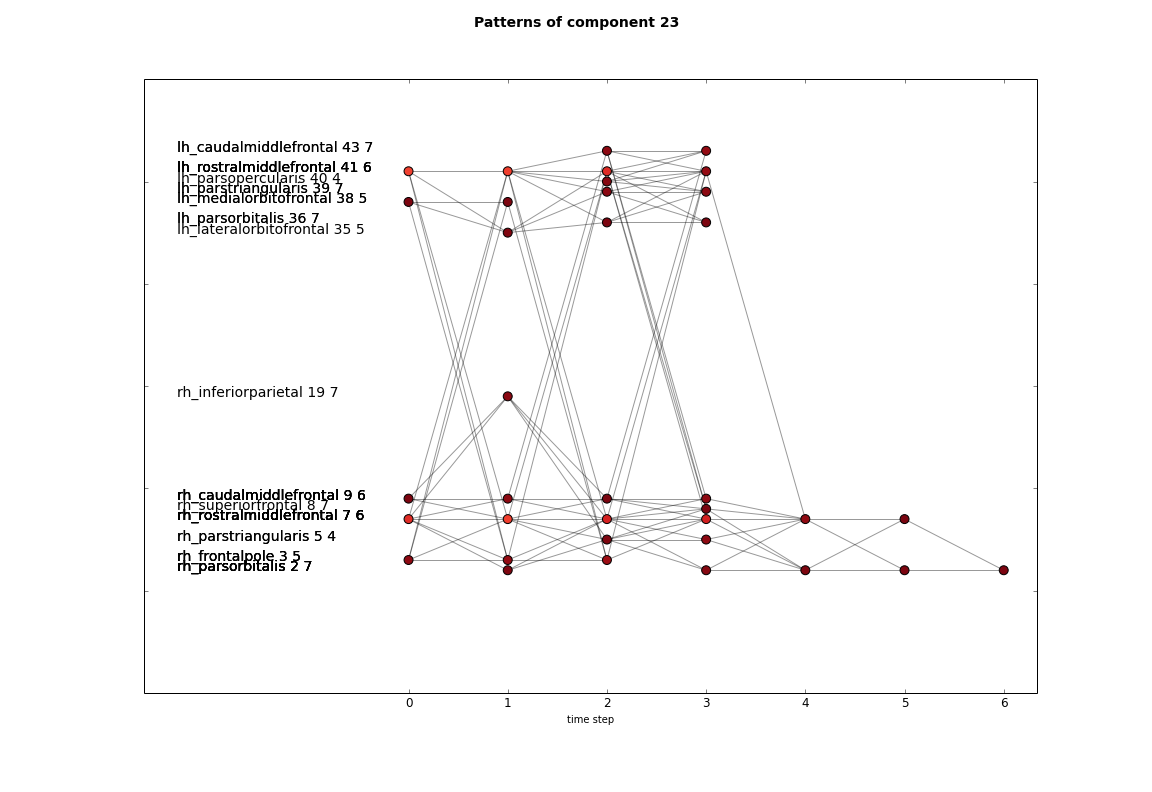 Patterns of component 23
lh_caudalmiddlefrontal 43 7
lh_rostralmiddlefrontal 41 6
lh_parsopercularis 40 4
lh_parstriangularis 39 7
lh_medialorbitofrontal 38 5
lh_parsorbitalis 36 7
lh_lateralorbitofrontal 35 5
rh_inferiorparietal 19 7
rh_caudalmiddlefrontal 9 6
rh_superiorfrontal 8 7
rh_rostralmiddlefrontal 7 6
rh_parstriangularis 5 4
rh_frontalpole 3 5
rh_parsorbitalis 2 7
0 1 2 3 4 5 6
time step